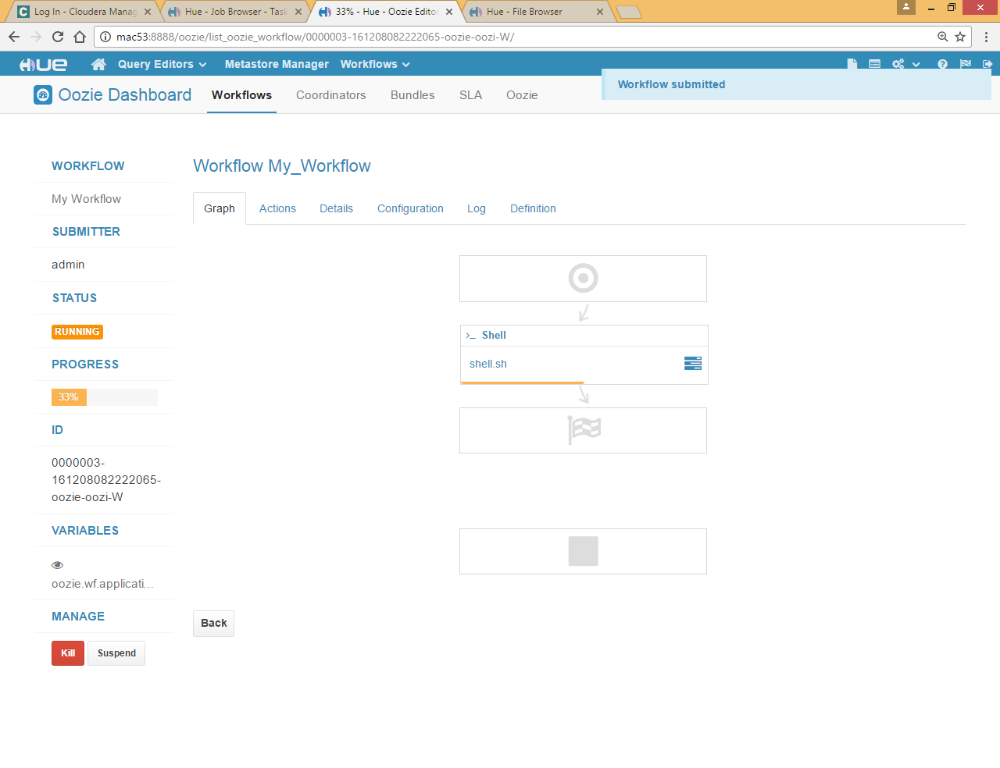 Log In - Cloudera Manag
Hue - Job Browser - Task
33% - Hue - Oozie Editor
Hue - File Browser
mac53:8888/oozie/list_oozie_workflow/0000003-161208082222065-oozie-oozi-W/
HUE
Query Editors
Metastore Manager
Workflows
Workflow submitted
Oozie Dashboard
Workflows
Coordinators
Bundles
SLA
Oozie
WORKFLOW
My Workflow
SUBMITTER
admin
STATUS
RUNNING
PROGRESS
33%
ID
0000003-
161208082222065-
oozie-oozi-W
VARIABLES
oozie.wf.applicati...
MANAGE
Kill
Suspend
Workflow My_Workflow
Graph
Actions
Details
Configuration
Log
Definition
Shell
shell.sh
Back